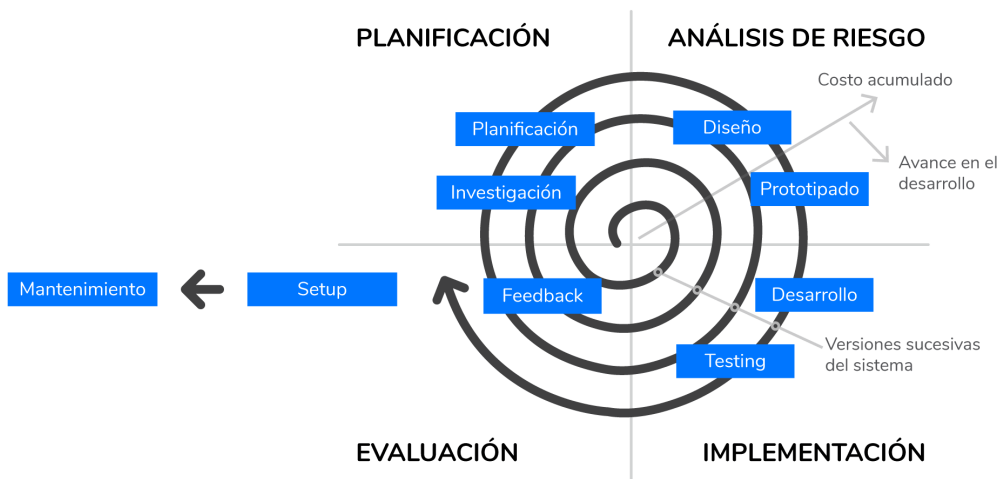 PLANIFICACIÓN
ANÁLISIS DE RIESGO
Costo acumulado
Planificación
Diseño
Avance en el
desarrollo
Investigación
Prototipado
Mantenimiento
Setup
Feedback
Desarrollo
Versiones sucesivas
del sistema
Testing
EVALUACIÓN
IMPLEMENTACIÓN